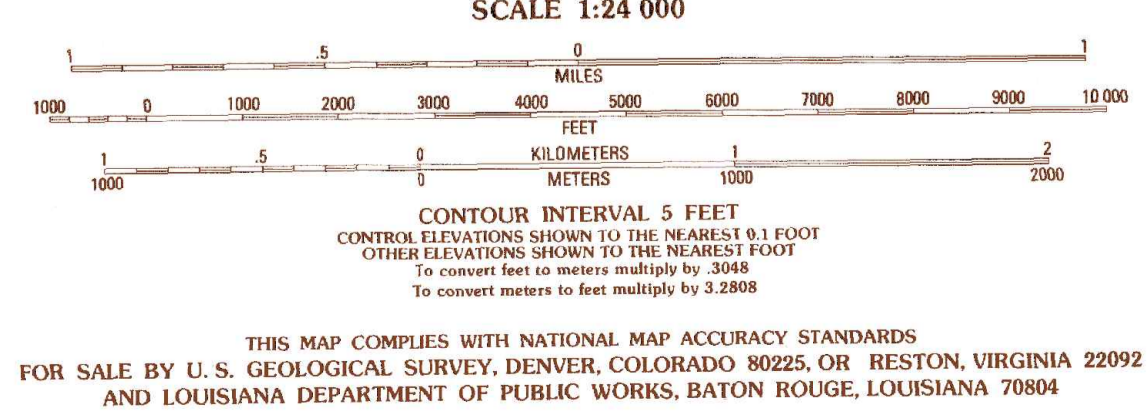 SCALE 1:24 000
1 .5 0 1
MILES
1000 0 1000 2000 3000 4000 5000 6000 7000 8000 9000 10 000
FEET
1 .5 0 KILOMETERS 1 2
1000 0 METERS 1000 2000
CONTOUR INTERVAL 5 FEET
CONTROL ELEVATIONS SHOWN TO THE NEAREST 0.1 FOOT
OTHER ELEVATIONS SHOWN TO THE NEAREST FOOT
To convert feet to meters multiply by .3048
To convert meters to feet multiply by 3.2808
THIS MAP COMPLIES WITH NATIONAL MAP ACCURACY STANDARDS
FOR SALE BY U. S. GEOLOGICAL SURVEY, DENVER, COLORADO 80225, OR RESTON, VIRGINIA 22092
AND LOUISIANA DEPARTMENT OF PUBLIC WORKS, BATON ROUGE, LOUISIANA 70804